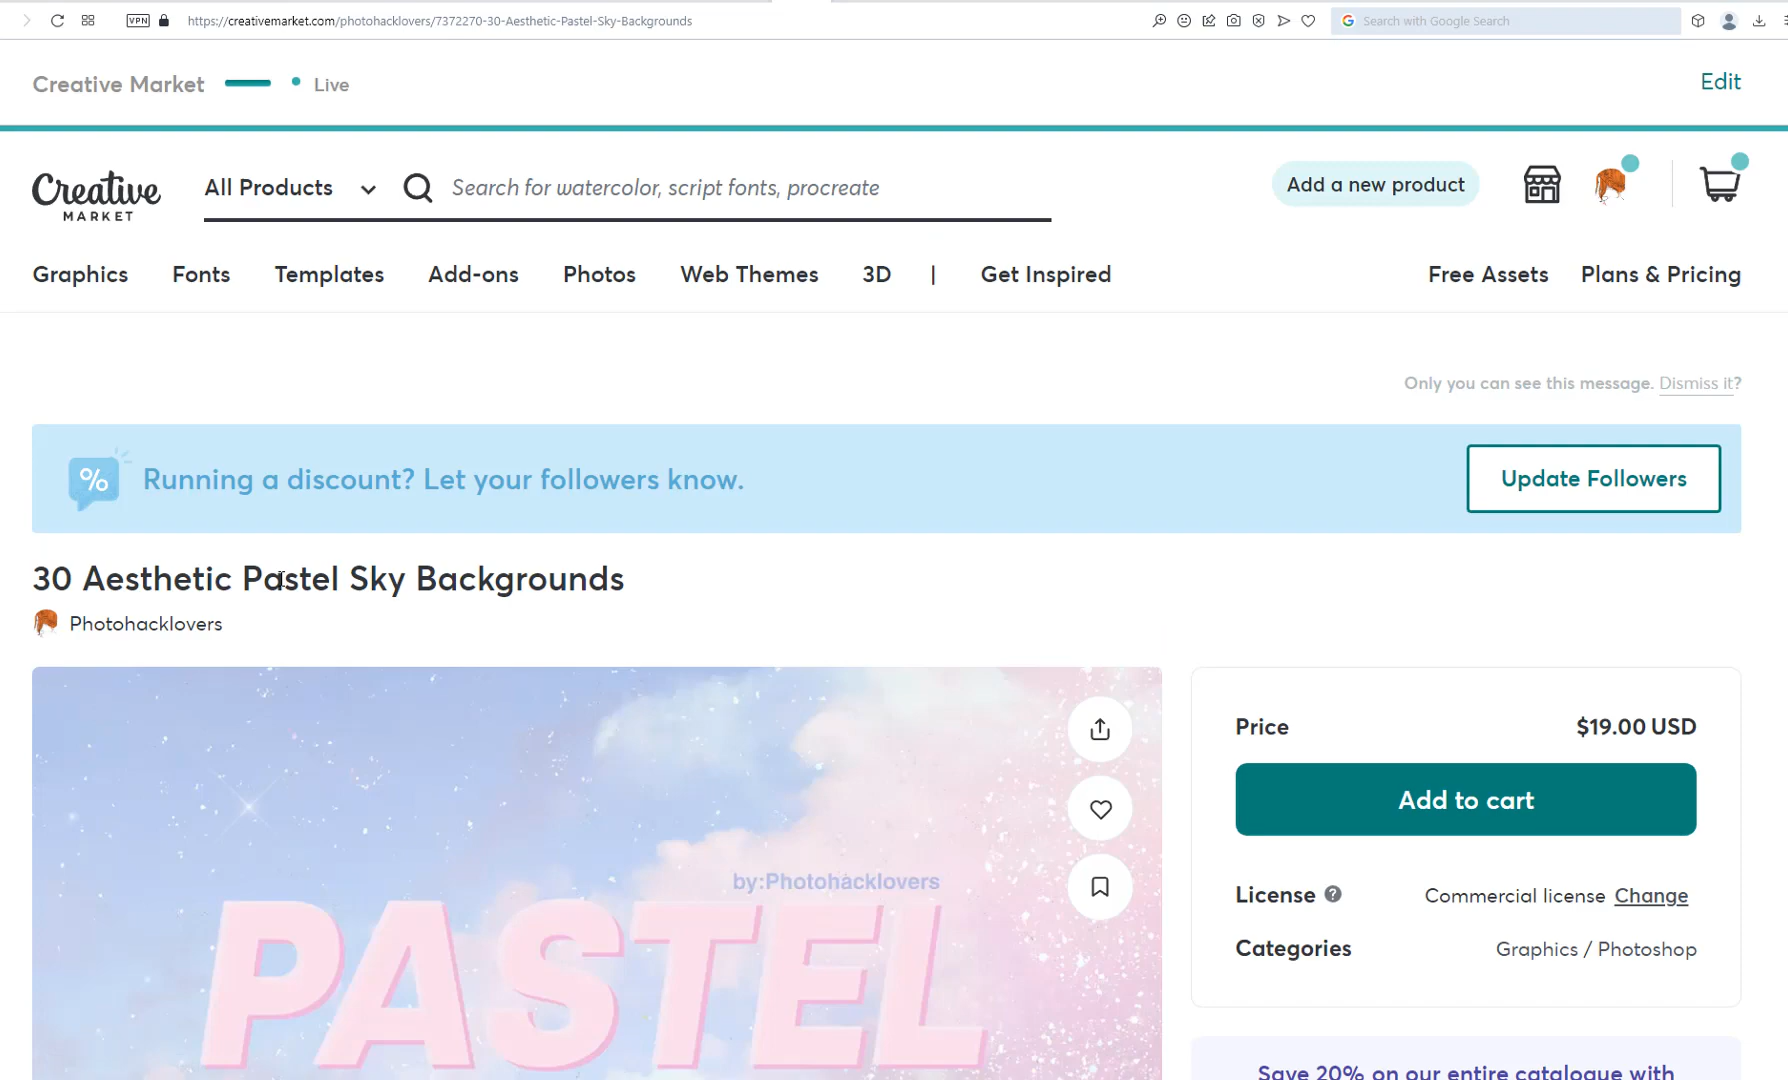 VPN https://creativemarket.com/photohacklovers/7372270-30-Aesthetic-Pastel-Sky-Backgrounds G Search with Google Search
Creative Market Live Edit
Creative MARKET All Products Search for watercolor, script fonts, procreate Add a new product
Graphics Fonts Templates Add-ons Photos Web Themes 3D | Get Inspired Free Assets Plans & Pricing
Only you can see this message. Dismiss it?
% Running a discount? Let your followers know. Update Followers
30 Aesthetic Pastel Sky Backgrounds
Photohacklovers
by:Photohacklovers
PASTEL
Price $19.00 USD
Add to cart
License ? Commercial license Change
Categories Graphics / Photoshop
Save 20% on our entire catalogue with